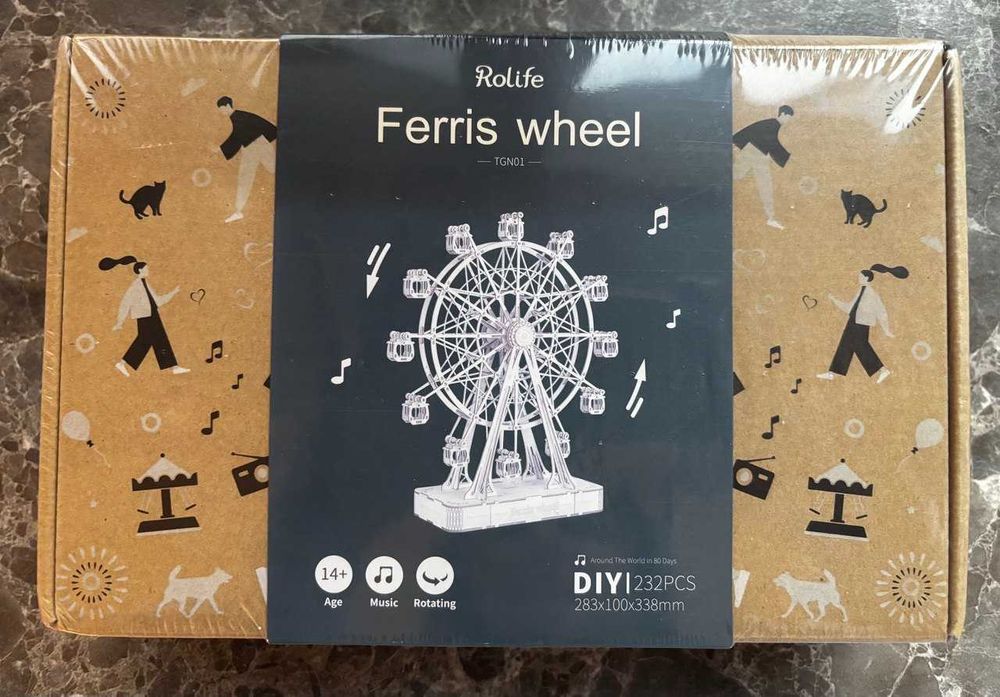 Rolife
Ferris wheel
TGN01
14+
Age
Music
Rotating
Around The World in 80 Days
DIY|232PCS
283x100x338mm